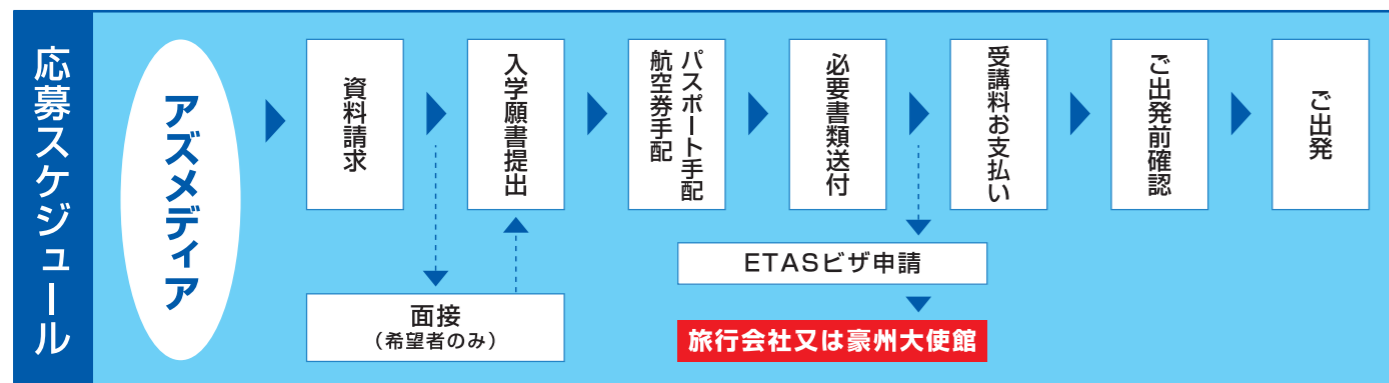 応募スケジュール
アズメディア
資料請求
入学願書提出
パスポート手配
航空券手配
必要書類送付
受講料お支払い
ご出発前確認
ご出発
面接
（希望者のみ）
ETASビザ申請
旅行会社又は豪州大使館